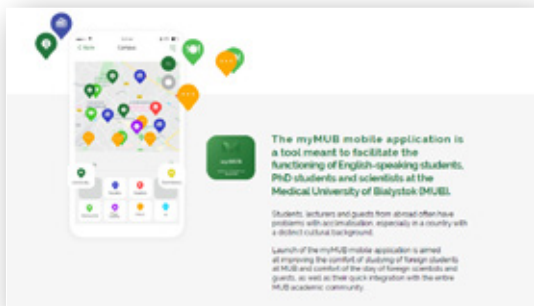 Campus
myMUB
The myMUB mobile application is
a tool meant to facilitate the
functioning of English-speaking students,
PhD students and scientists at the
Medical University of Bialystok (MUB).
Students, lecturers and guests from abroad often have
problems with acclimatisation, especially in a country with
a distinct cultural background.
Launch of the myMUB mobile application is aimed
at improving the comfort of studying of foreign students
at MUB and comfort of the stay of foreign scientists and
guests, as well as their quick integration with the entire
MUB academic community.